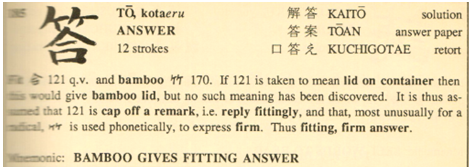 TŌ, kotaeru 解 答 KAITŌ solution
答 ANSWER 答 案 TŌAN answer paper
12 strokes 口 答 え KUCHIGOTAE retort
Fit 合 121 q.v. and bamboo 竹 170. If 121 is taken to mean lid on container then
this would give bamboo lid, but no such meaning has been discovered. It is thus as-
sumed that 121 is cap off a remark, i.e. reply fittingly, and that, most unusually for a
radical, 𥫗 is used phonetically, to express firm. Thus fitting, firm answer.
Mnemonic: BAMBOO GIVES FITTING ANSWER